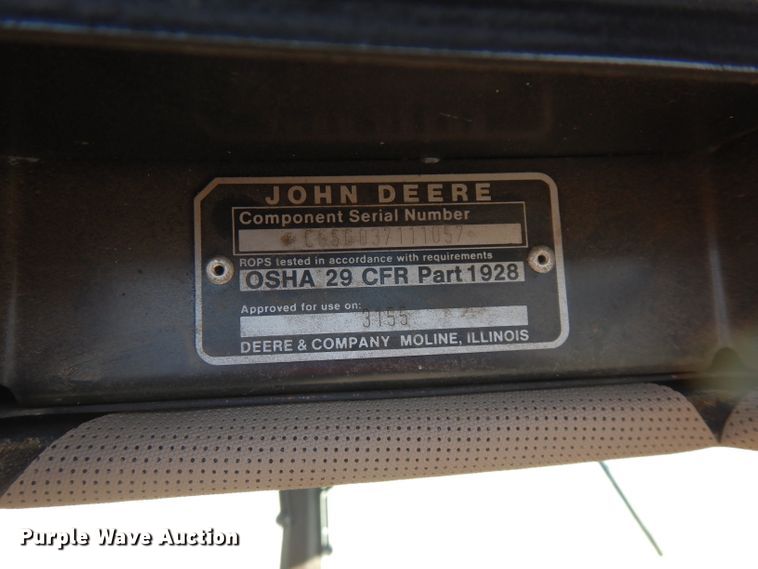 JOHN DEERE
Component Serial Number
ROPS tested in accordance with requirements
OSHA 29 CFR Part 1928
Approved for use on:
3155
DEERE & COMPANY MOLINE, ILLINOIS
Purple Wave Auction